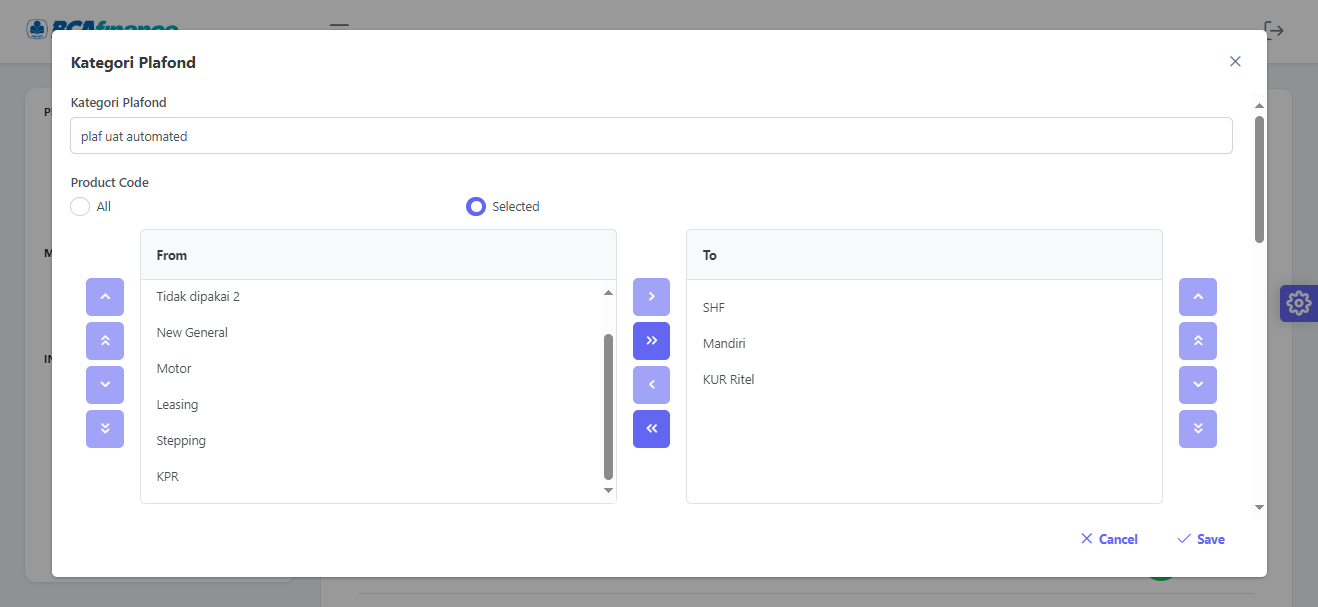 BCAfinance
Kategori Plafond
Kategori Plafond
plaf uat automated
Product Code
All
Selected
From
To
Tidak dipakai 2
New General
Motor
Leasing
Stepping
KPR
SHF
Mandiri
KUR Ritel
Cancel
Save